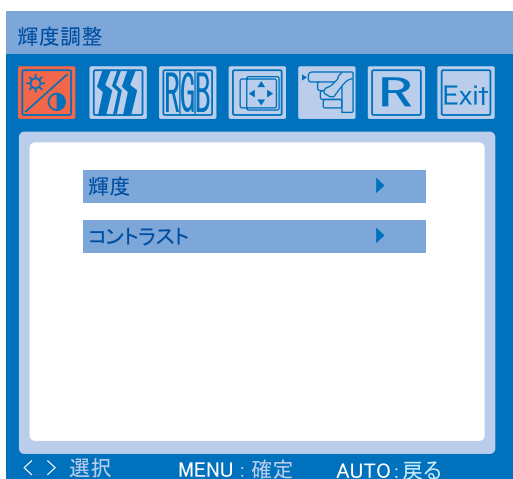 輝度調整
RGB R Exit
輝度
コントラスト
< > 選択 MENU : 確定 AUTO : 戻る